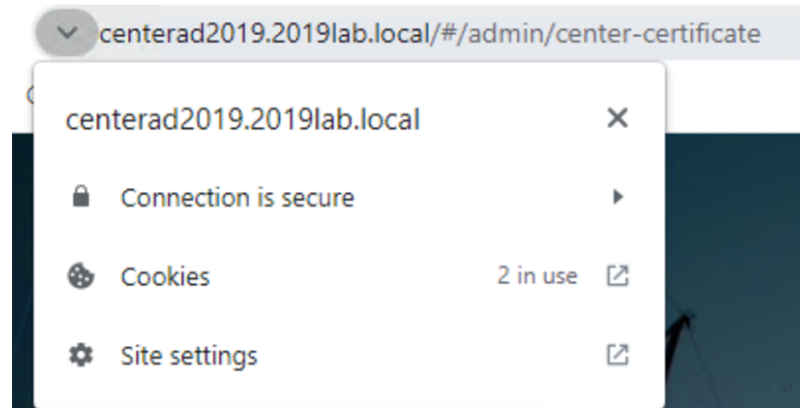 centerad2019.2019lab.local/#/admin/center-certificate
centerad2019.2019lab.local
Connection is secure
Cookies 2 in use
Site settings